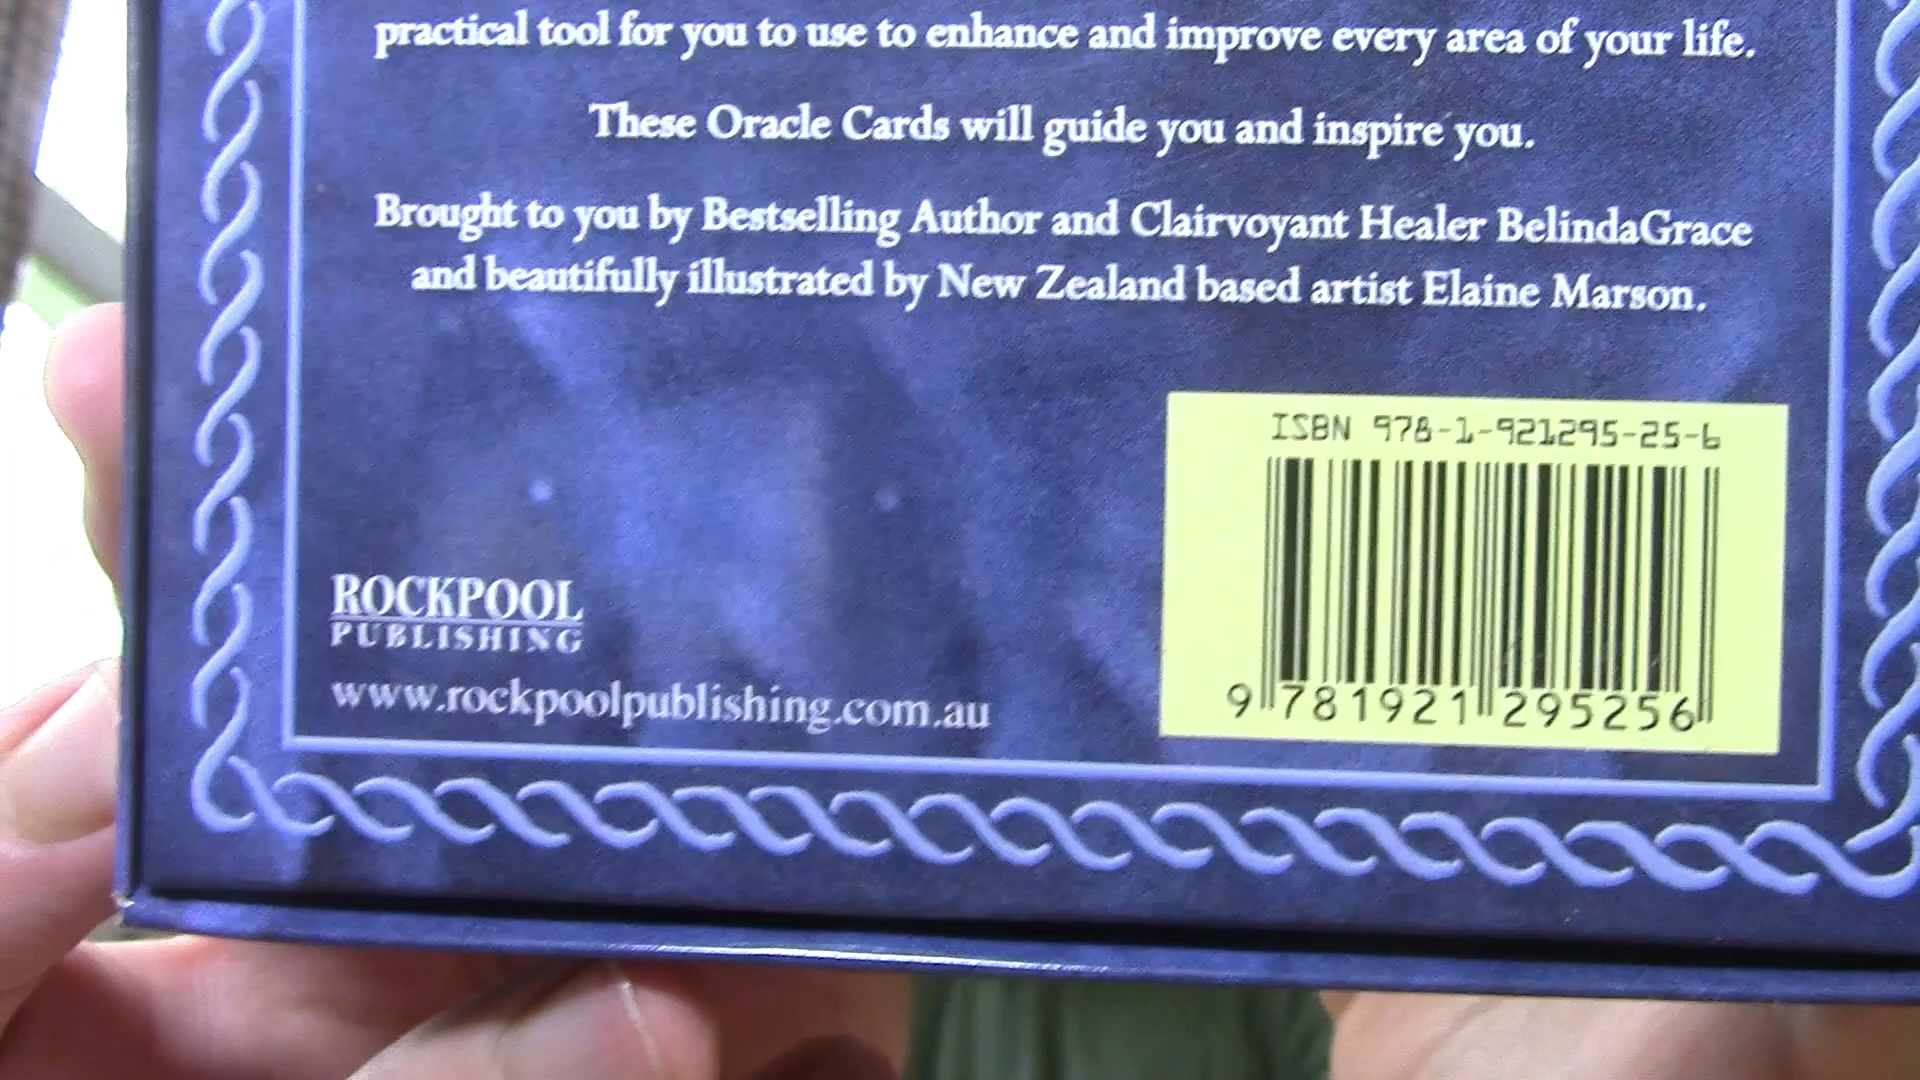 practical tool for you to use to enhance and improve every area of your life.
These Oracle Cards will guide you and inspire you.
Brought to you by Bestselling Author and Clairvoyant Healer BelindaGrace
and beautifully illustrated by New Zealand based artist Elaine Marson.
ISBN 978-1-921295-25-6
9 781921 295256
ROCKPOOL
PUBLISHING
www.rockpoolpublishing.com.au